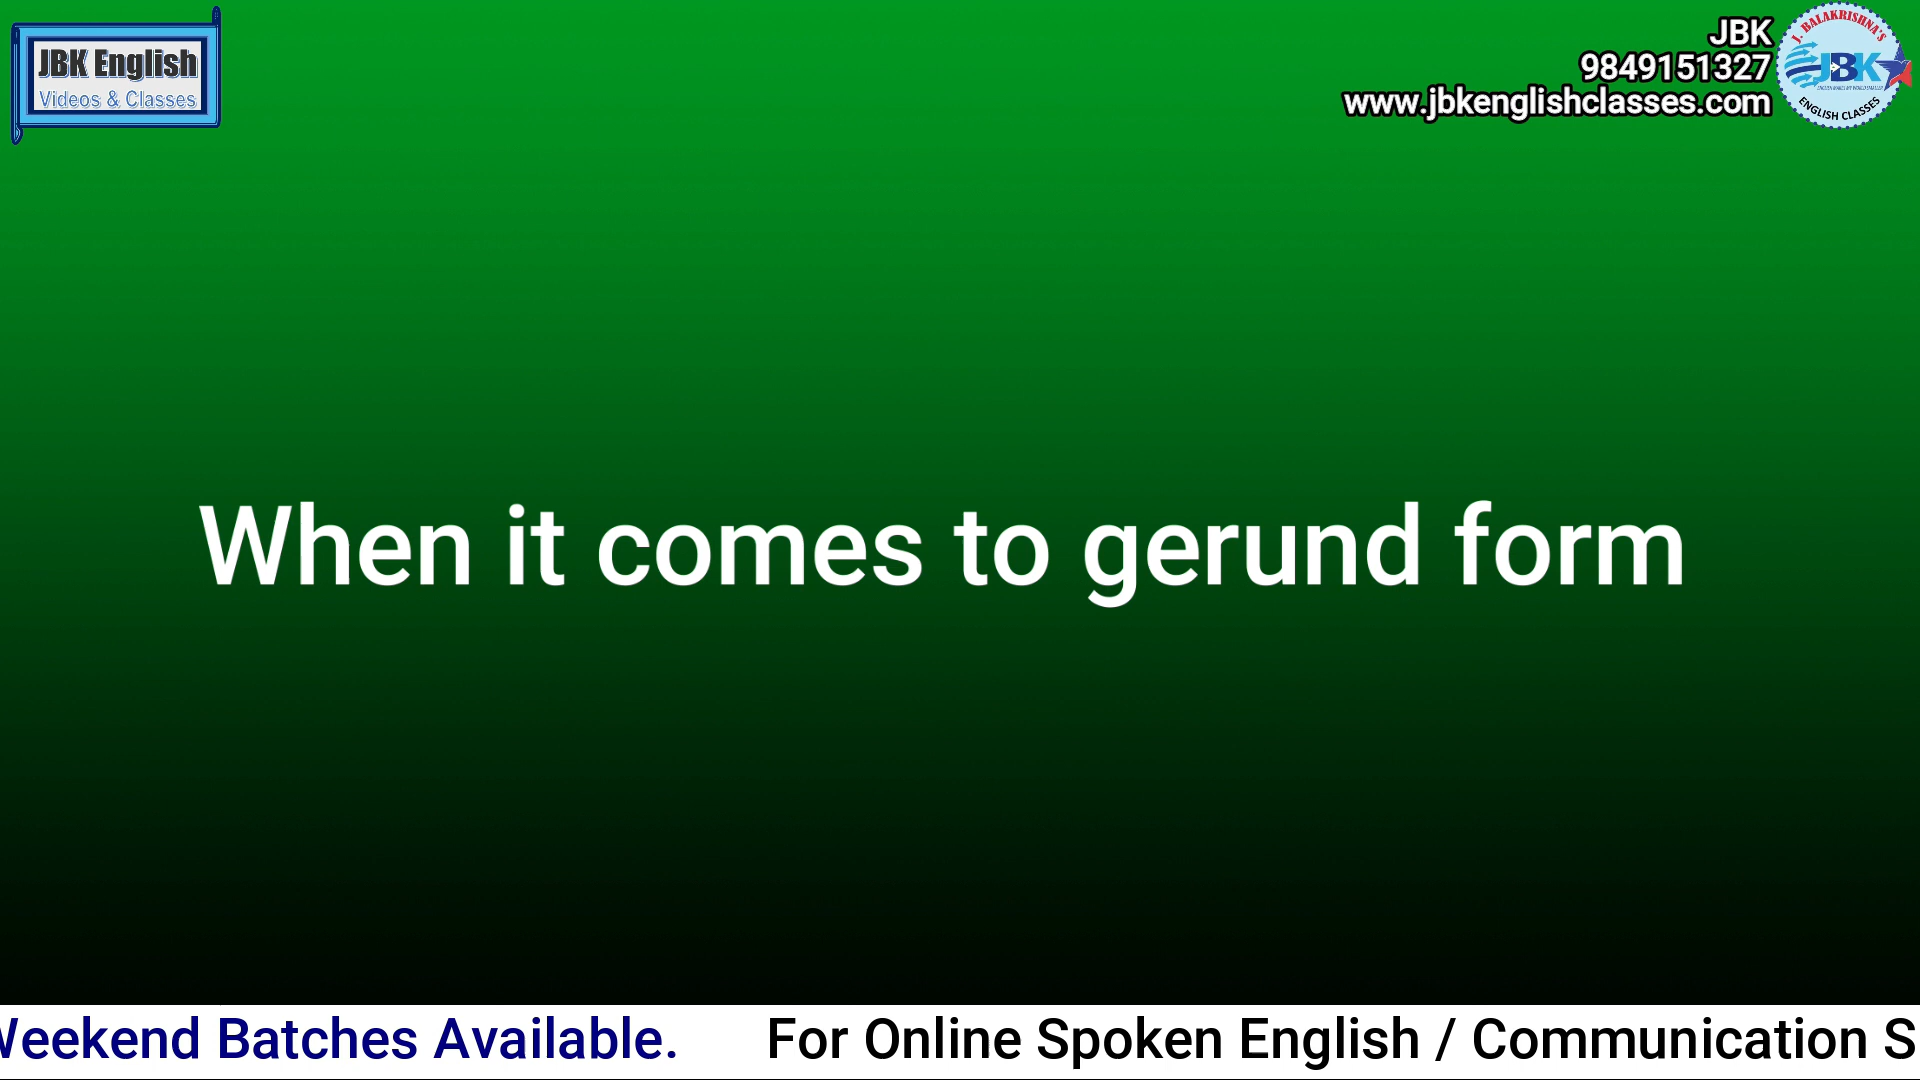 JBK English
Videos & Classes
JBK
9849151327
www.jbkenglishclasses.com
J. BALAKRISHNA'S
JBK
ENGLISH CLASSES
When it comes to gerund form
Weekend Batches Available. For Online Spoken English / Communication S